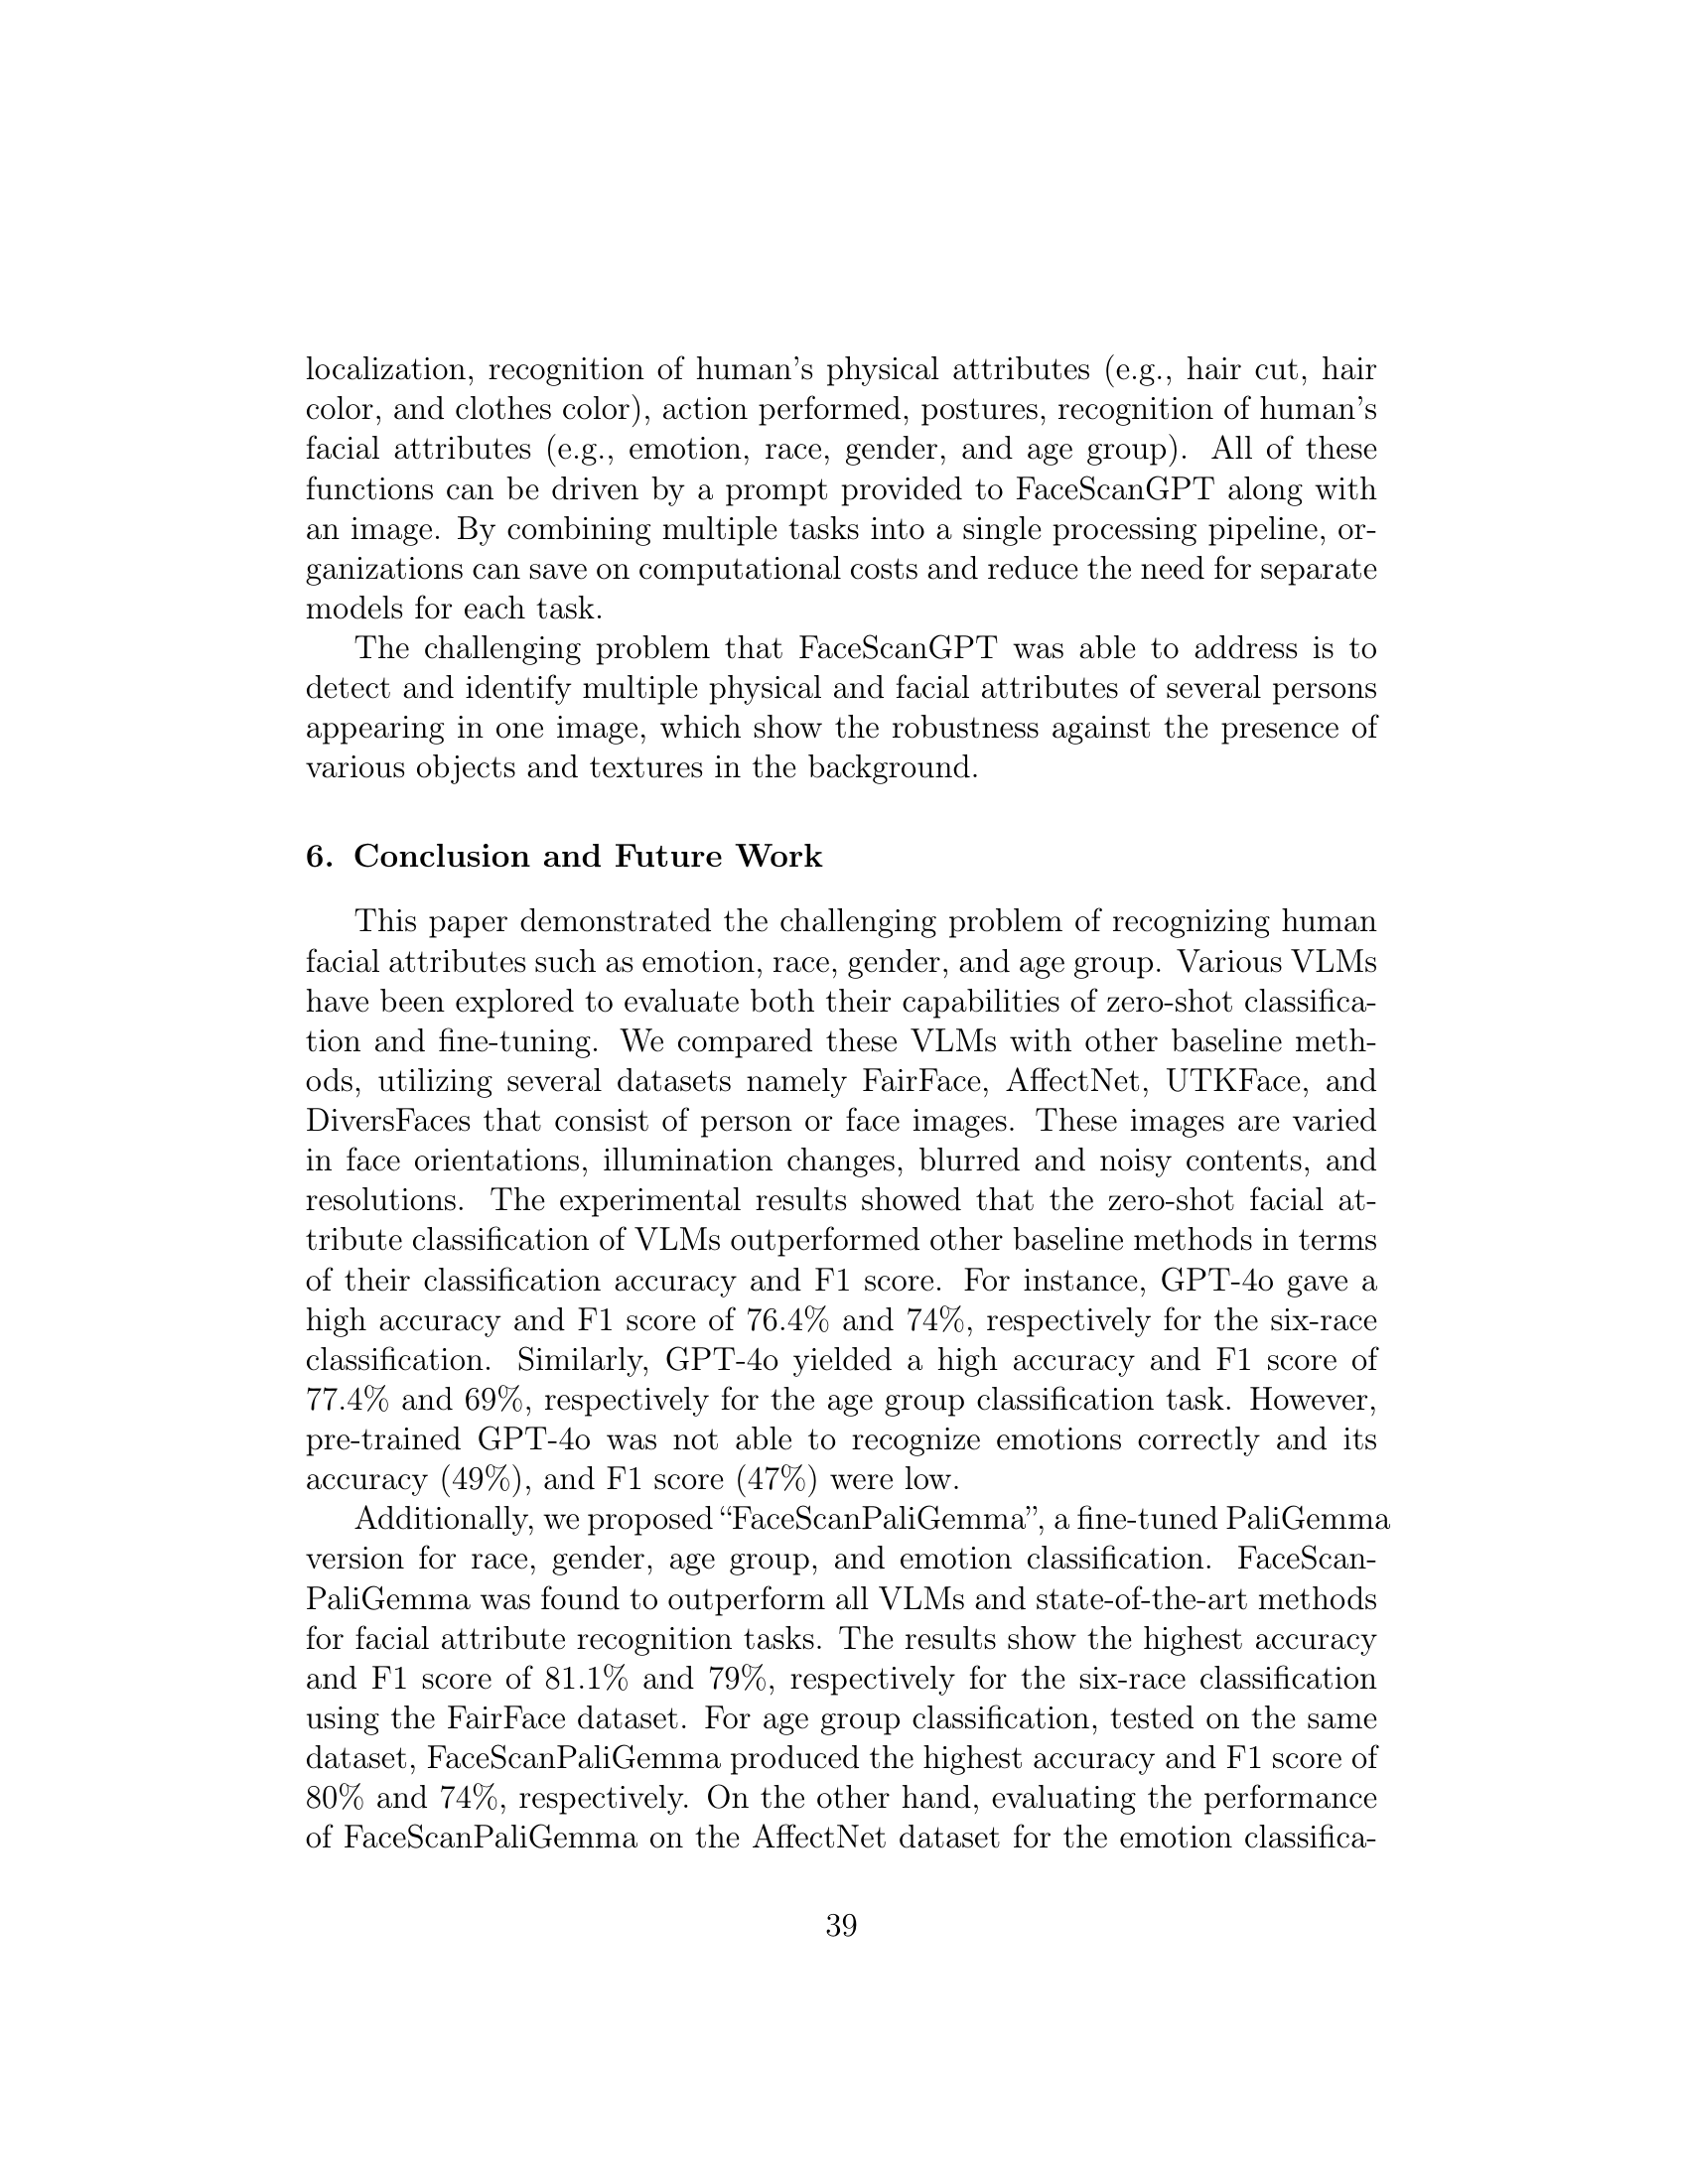 localization, recognition of human's physical attributes (e.g., hair cut, hair
color, and clothes color), action performed, postures, recognition of human's
facial attributes (e.g., emotion, race, gender, and age group). All of these
functions can be driven by a prompt provided to FaceScanGPT along with
an image. By combining multiple tasks into a single processing pipeline, or-
ganizations can save on computational costs and reduce the need for separate
models for each task.
The challenging problem that FaceScanGPT was able to address is to
detect and identify multiple physical and facial attributes of several persons
appearing in one image, which show the robustness against the presence of
various objects and textures in the background.
6. Conclusion and Future Work
This paper demonstrated the challenging problem of recognizing human
facial attributes such as emotion, race, gender, and age group. Various VLMs
have been explored to evaluate both their capabilities of zero-shot classifica-
tion and fine-tuning. We compared these VLMs with other baseline meth-
ods, utilizing several datasets namely FairFace, AffectNet, UTKFace, and
DiversFaces that consist of person or face images. These images are varied
in face orientations, illumination changes, blurred and noisy contents, and
resolutions. The experimental results showed that the zero-shot facial at-
tribute classification of VLMs outperformed other baseline methods in terms
of their classification accuracy and F1 score. For instance, GPT-4o gave a
high accuracy and F1 score of 76.4% and 74%, respectively for the six-race
classification. Similarly, GPT-4o yielded a high accuracy and F1 score of
77.4% and 69%, respectively for the age group classification task. However,
pre-trained GPT-4o was not able to recognize emotions correctly and its
accuracy (49%), and F1 score (47%) were low.
Additionally, we proposed “FaceScanPaliGemma”, a fine-tuned PaliGemma
version for race, gender, age group, and emotion classification. FaceScan-
PaliGemma was found to outperform all VLMs and state-of-the-art methods
for facial attribute recognition tasks. The results show the highest accuracy
and F1 score of 81.1% and 79%, respectively for the six-race classification
using the FairFace dataset. For age group classification, tested on the same
dataset, FaceScanPaliGemma produced the highest accuracy and F1 score of
80% and 74%, respectively. On the other hand, evaluating the performance
of FaceScanPaliGemma on the AffectNet dataset for the emotion classifica-
39